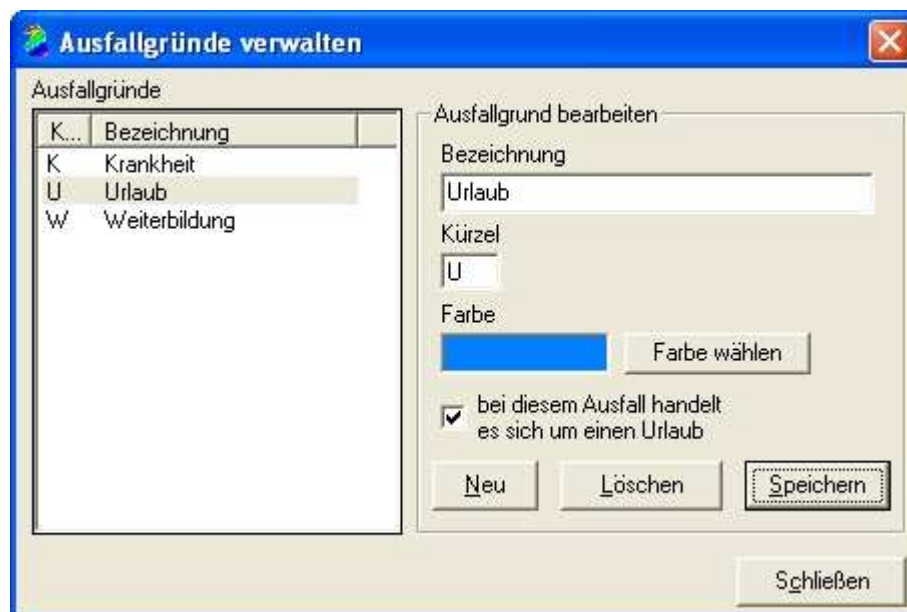 Ausfallgründe verwalten
Ausfallgründe
K... Bezeichnung
K Krankheit
U Urlaub
W Weiterbildung
Ausfallgrund bearbeiten
Bezeichnung
Urlaub
Kürzel
U
Farbe
Farbe wählen
bei diesem Ausfall handelt
es sich um einen Urlaub
Neu Löschen Speichern
Schließen